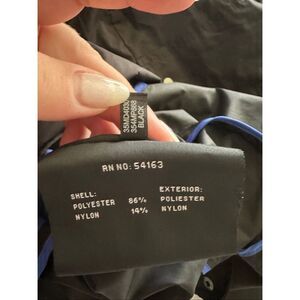 BLACK
RN NO: 54163
SHELL:
POLYESTER 86%
NYLON 14%
EXTERIOR:
POLIESTER
NYLON